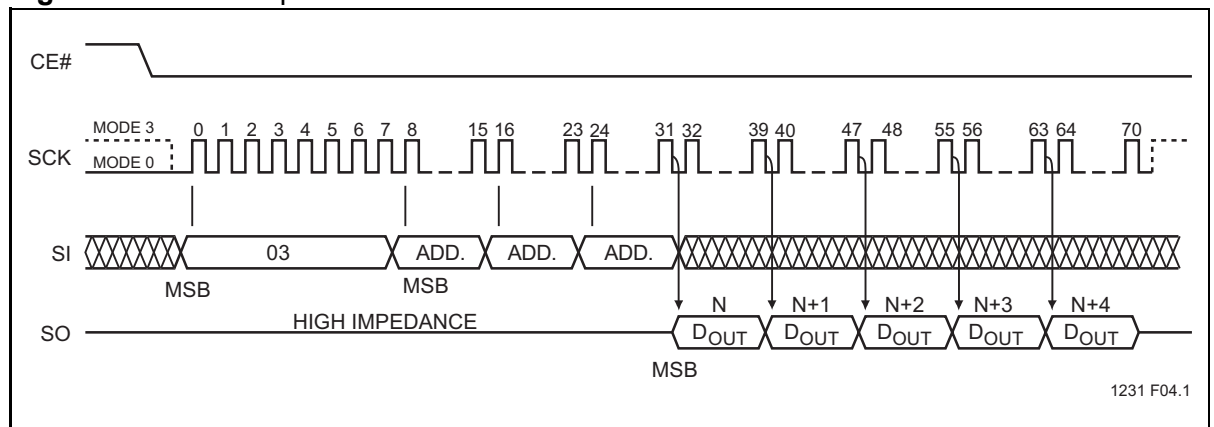 CE#
MODE 3
0 1 2 3 4 5 6 7 8 15 16 23 24 31 32 39 40 47 48 55 56 63 64 70
SCK
MODE 0
SI
03
ADD.
ADD.
ADD.
MSB
MSB
N
N+1
N+2
N+3
N+4
HIGH IMPEDANCE
SO
DOUT
DOUT
DOUT
DOUT
DOUT
MSB
1231 F04.1